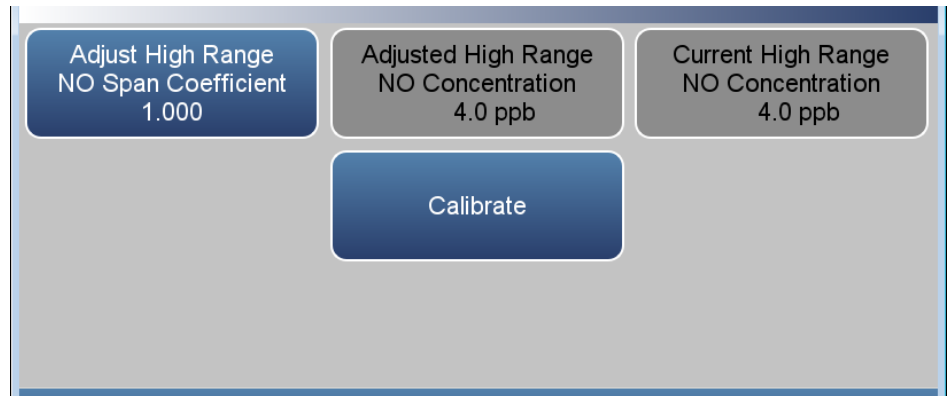 Adjust High Range
NO Span Coefficient
1.000
Adjusted High Range
NO Concentration
4.0 ppb
Current High Range
NO Concentration
4.0 ppb
Calibrate